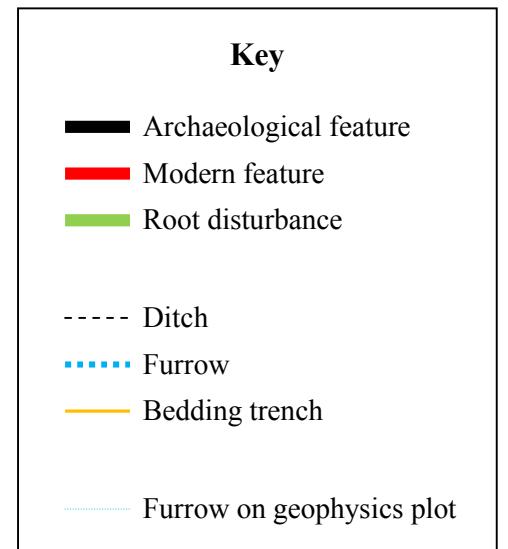 Key
Archaeological feature
Modern feature
Root disturbance
Ditch
Furrow
Bedding trench
Furrow on geophysics plot